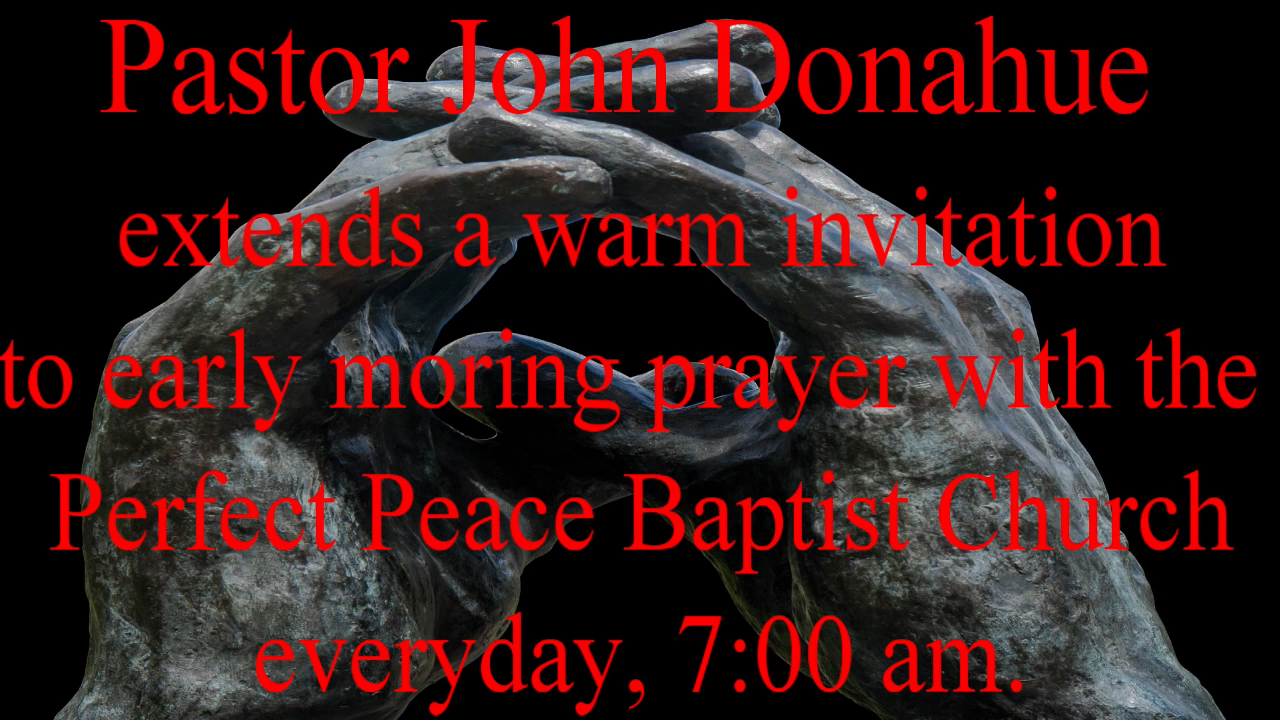 Pastor John Donahue
extends a warm invitation
to early moring prayer with the
Perfect Peace Baptist Church
everyday, 7:00 am.